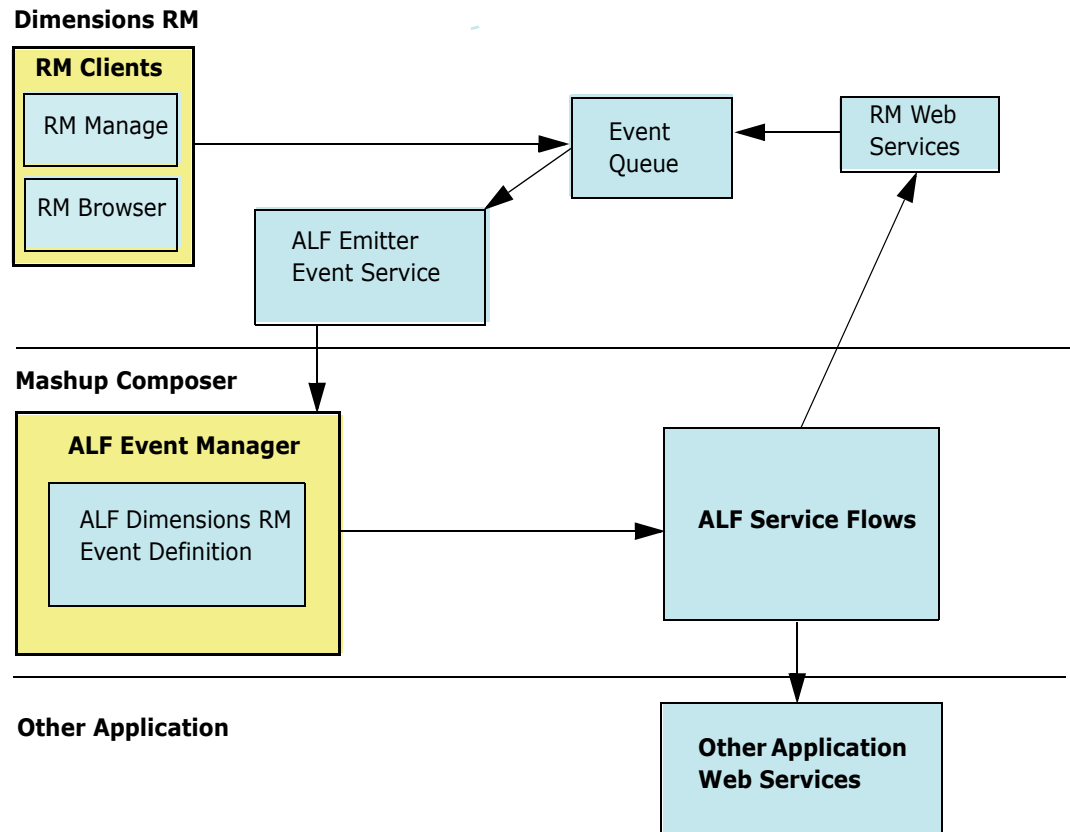 Dimensions RM
RM Clients
RM Manage
RM Browser
Event
Queue
RM Web
Services
ALF Emitter
Event Service
Mashup Composer
ALF Event Manager
ALF Dimensions RM
Event Definition
ALF Service Flows
Other Application
Other Application
Web Services